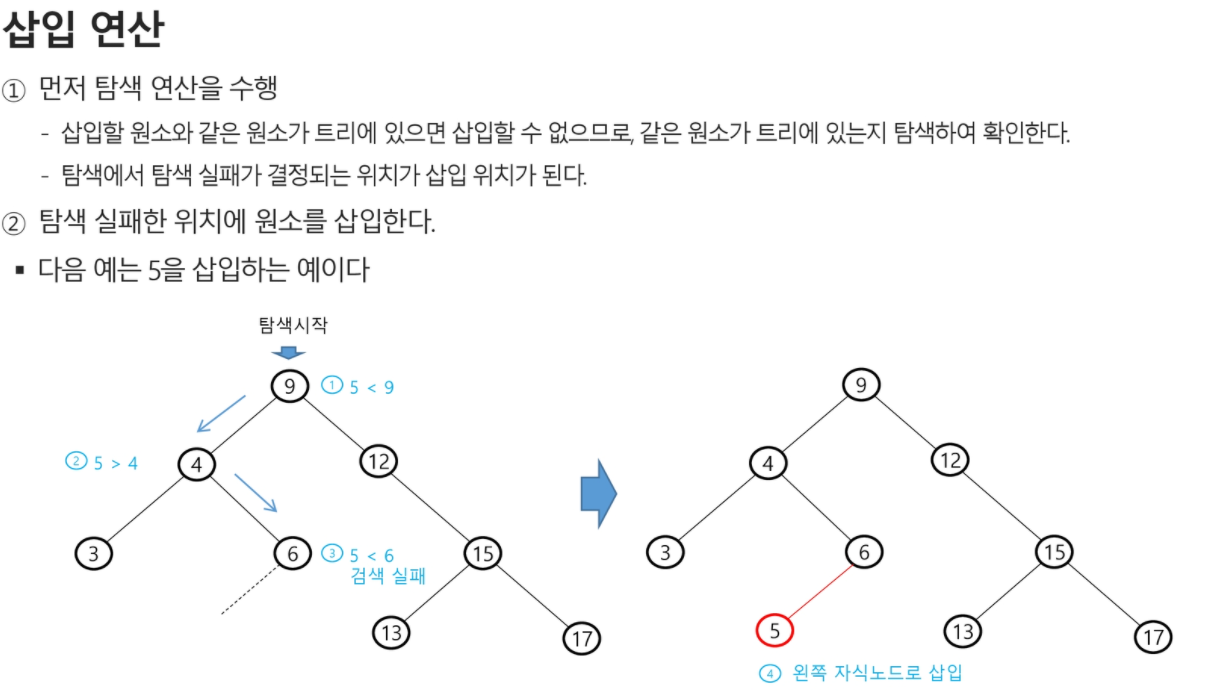 삽입 연산
① 먼저 탐색 연산을 수행
- 삽입할 원소와 같은 원소가 트리에 있으면 삽입할 수 없으므로, 같은 원소가 트리에 있는지 탐색하여 확인한다.
- 탐색에서 탐색 실패가 결정되는 위치가 삽입 위치가 된다.
② 탐색 실패한 위치에 원소를 삽입한다.
▪ 다음 예는 5을 삽입하는 예이다
탐색시작
9
① 5 < 9
② 5 > 4
4
12
3
6
③ 5 < 6
검색 실패
15
13
17
9
4
12
3
6
15
5
13
17
④ 왼쪽 자식노드로 삽입